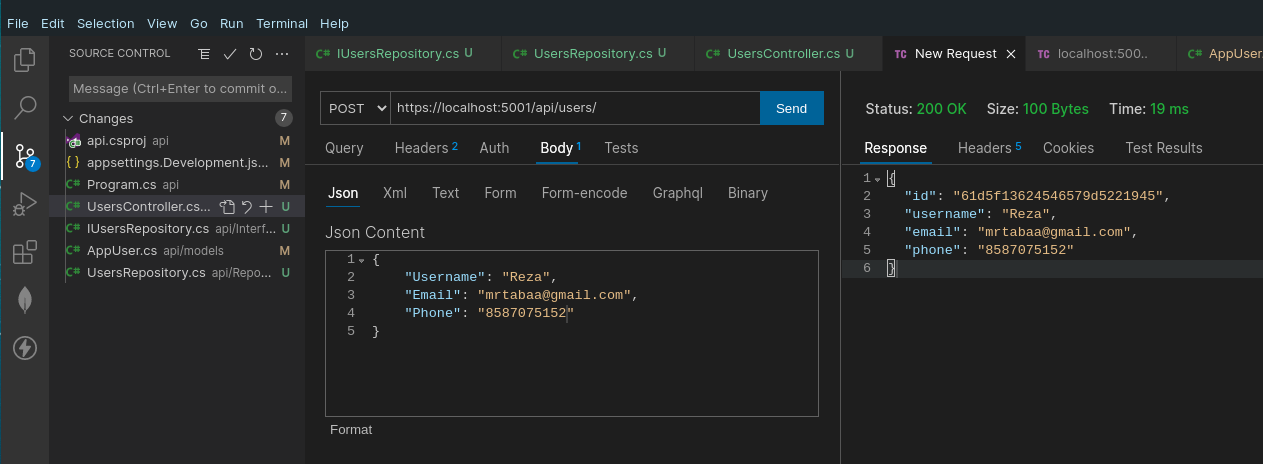 File Edit Selection View Go Run Terminal Help
SOURCE CONTROL
Message (Ctrl+Enter to commit o...
Changes 7
api.csproj api M
{ } appsettings.Development.js... M
C# Program.cs api M
C# UsersController.cs... U
C# IUsersRepository.cs api/Interf... U
C# AppUser.cs api/models M
C# UsersRepository.cs api/Repo... U
7
C# IUsersRepository.cs U C# UsersRepository.cs U C# UsersController.cs U TC New Request TC localhost:500.. C# AppUser
POST https://localhost:5001/api/users/ Send
Query Headers 2 Auth Body 1 Tests
Json Xml Text Form Form-encode Graphql Binary
Json Content
1 {
2 "Username": "Reza",
3 "Email": "mrtabaa@gmail.com",
4 "Phone": "8587075152"
5 }
Format
Status: 200 OK Size: 100 Bytes Time: 19 ms
Response Headers 5 Cookies Test Results
1 {
2 "id": "61d5f13624546579d5221945",
3 "username": "Reza",
4 "email": "mrtabaa@gmail.com",
5 "phone": "8587075152"
6 }